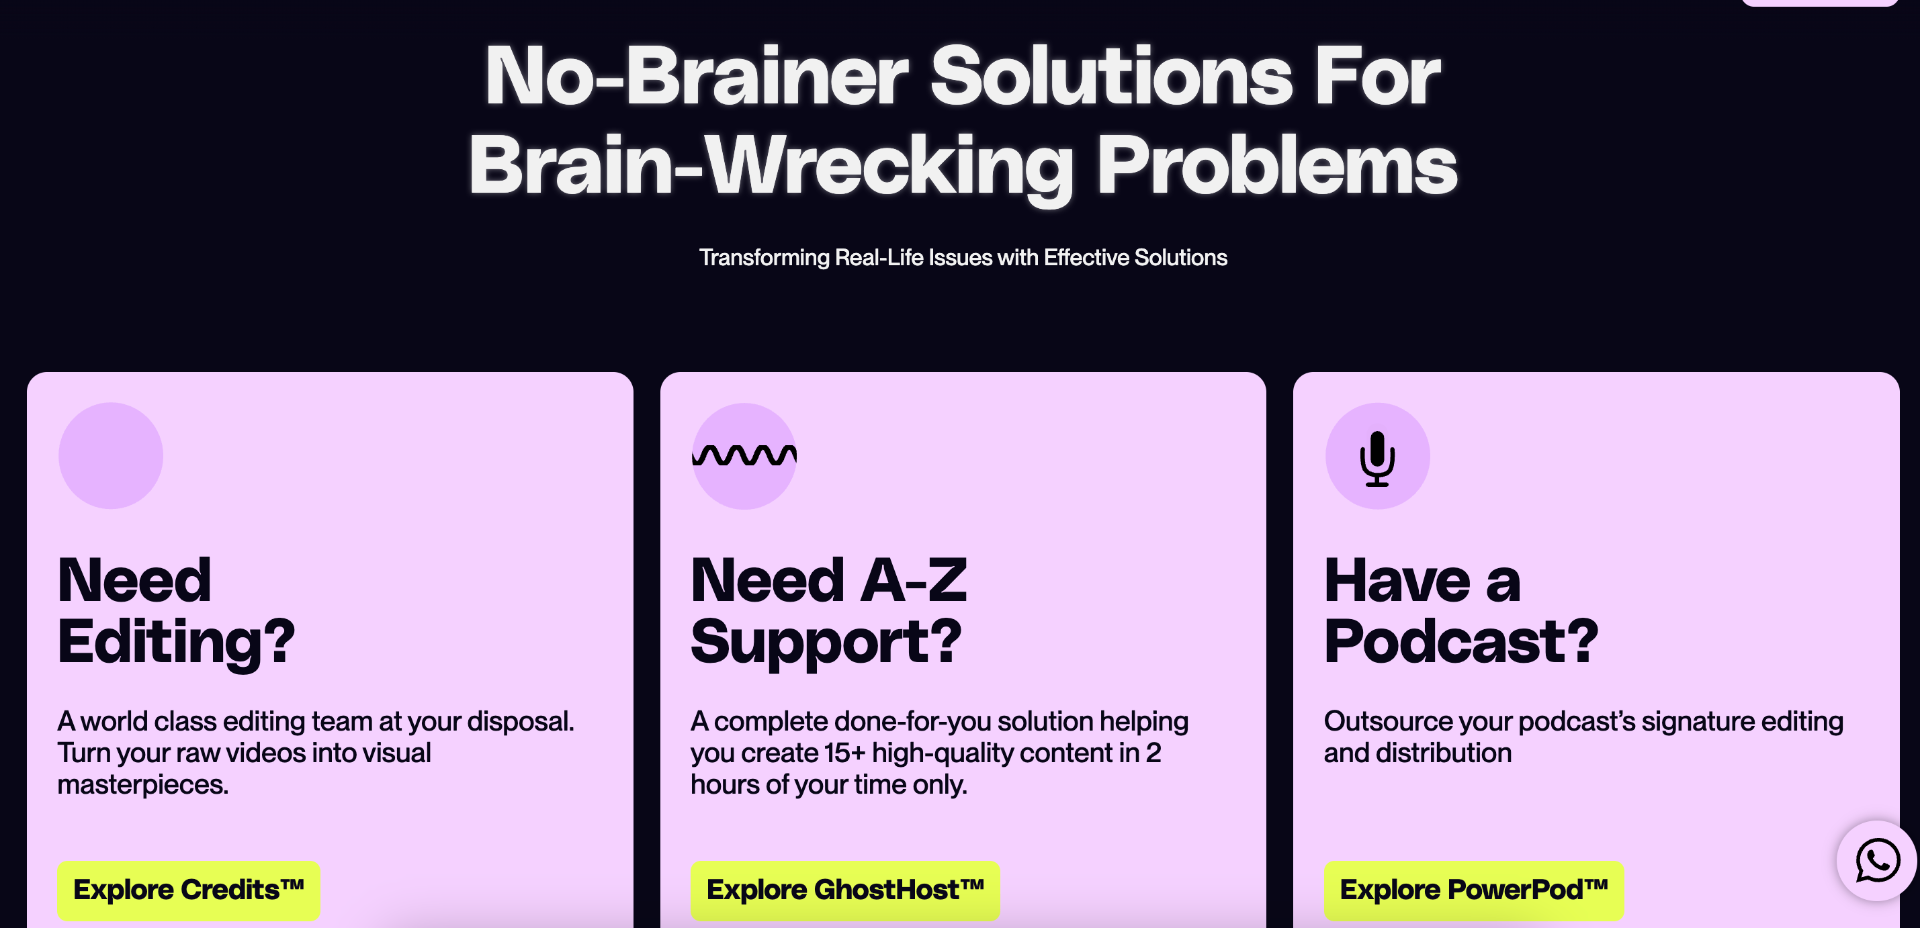 No-Brainer Solutions For
Brain-Wrecking Problems
Transforming Real-Life Issues with Effective Solutions
Need
Editing?
A world class editing team at your disposal.
Turn your raw videos into visual
masterpieces.
Explore Credits™
Need A-Z
Support?
A complete done-for-you solution helping
you create 15+ high-quality content in 2
hours of your time only.
Explore GhostHost™
Have a
Podcast?
Outsource your podcast’s signature editing
and distribution
Explore PowerPod™